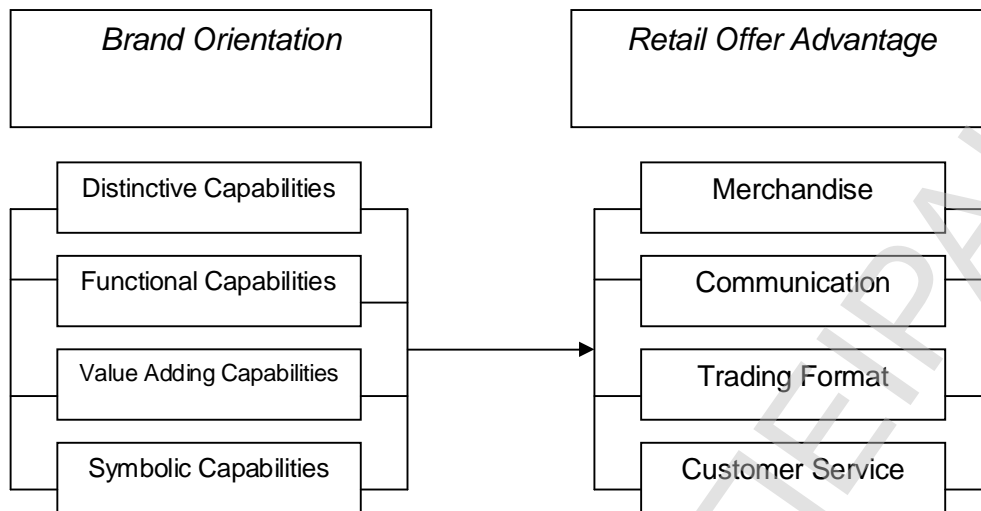 Brand Orientation
Retail Offer Advantage
Distinctive Capabilities
Functional Capabilities
Value Adding Capabilities
Symbolic Capabilities
Merchandise
Communication
Trading Format
Customer Service